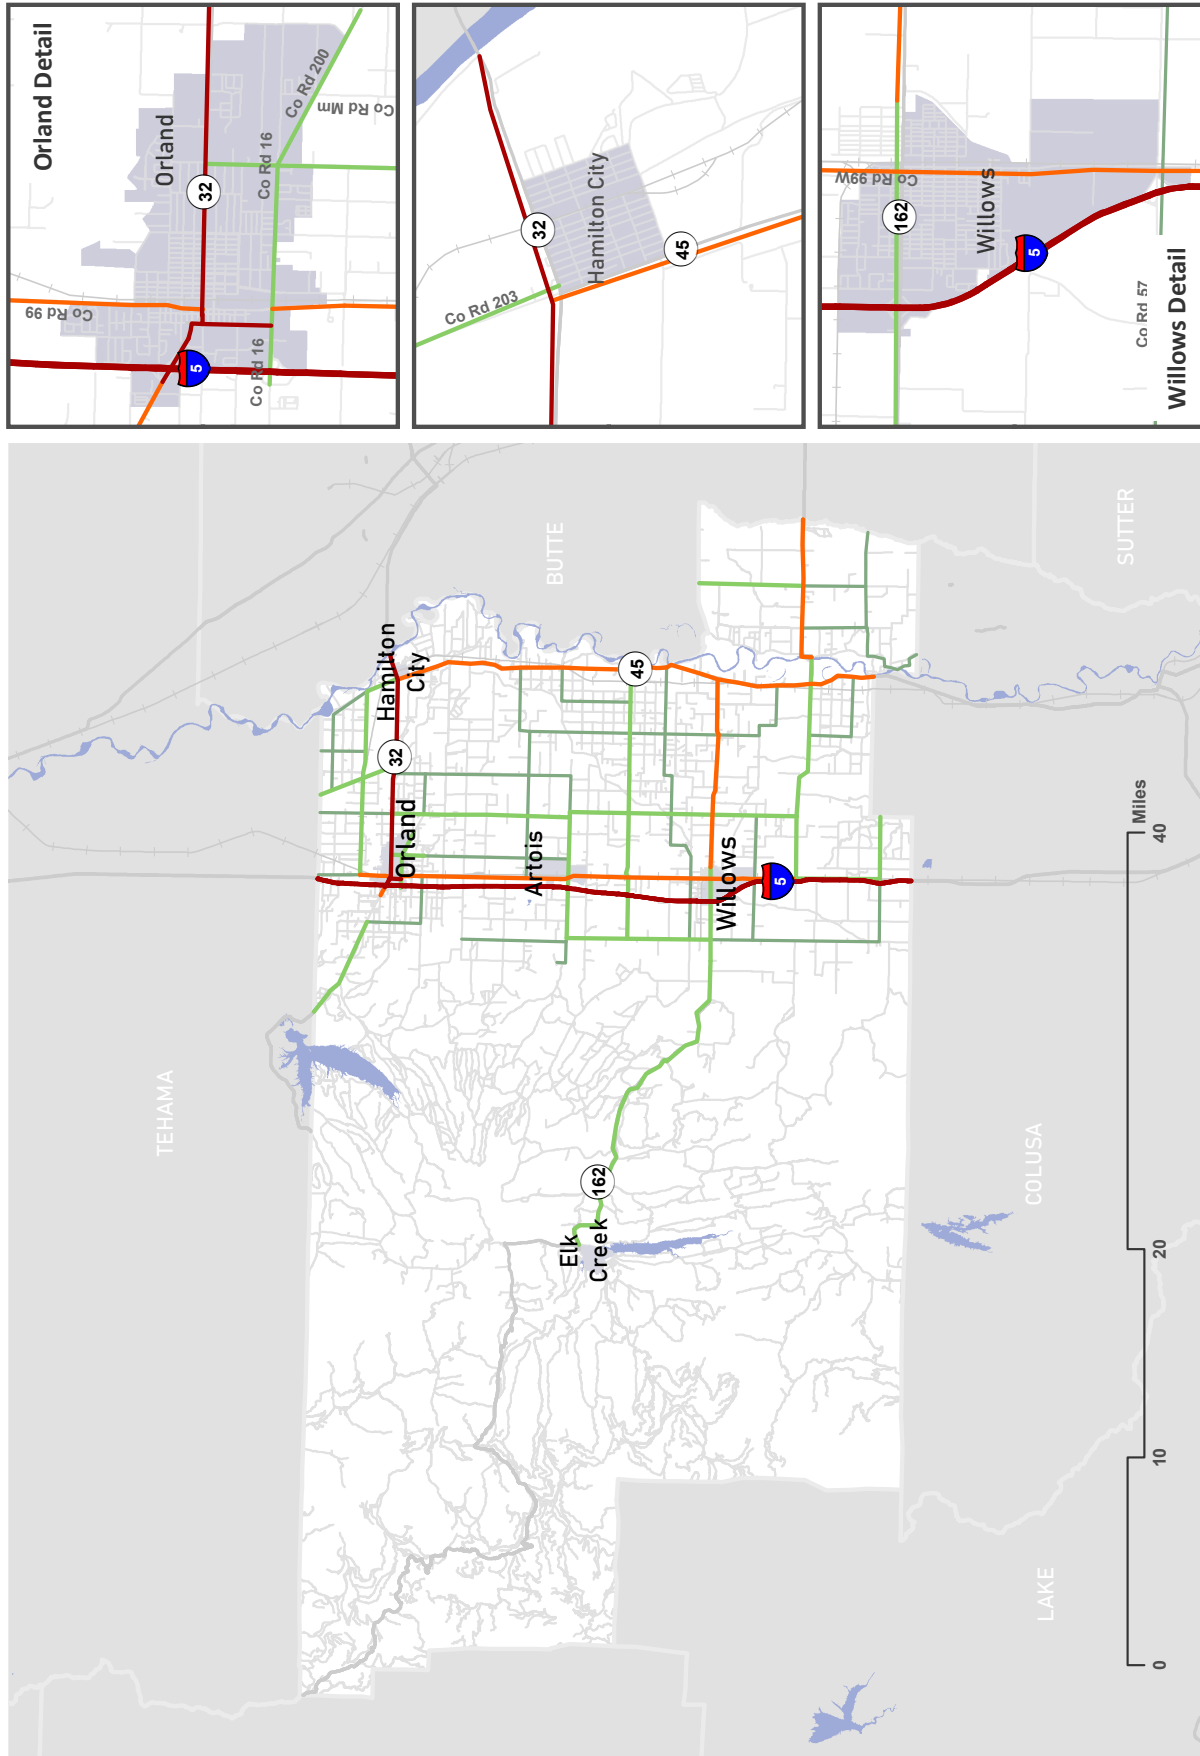 TEHAMA
BUTTE
SUTTER
COLUSA
LAKE
Hamilton
City
32
Orland
45
Artois
Willows
5
162
Elk
Creek
0
10
20
40
Miles
Orland Detail
Orland
32
Co Rd 200
Co Rd Mm
Co Rd 16
Co Rd 99
Co Rd 16
5
32
Hamilton City
45
Co Rd 203
Co Rd 99W
162
Willows
5
Co Rd 57
Willows Detail